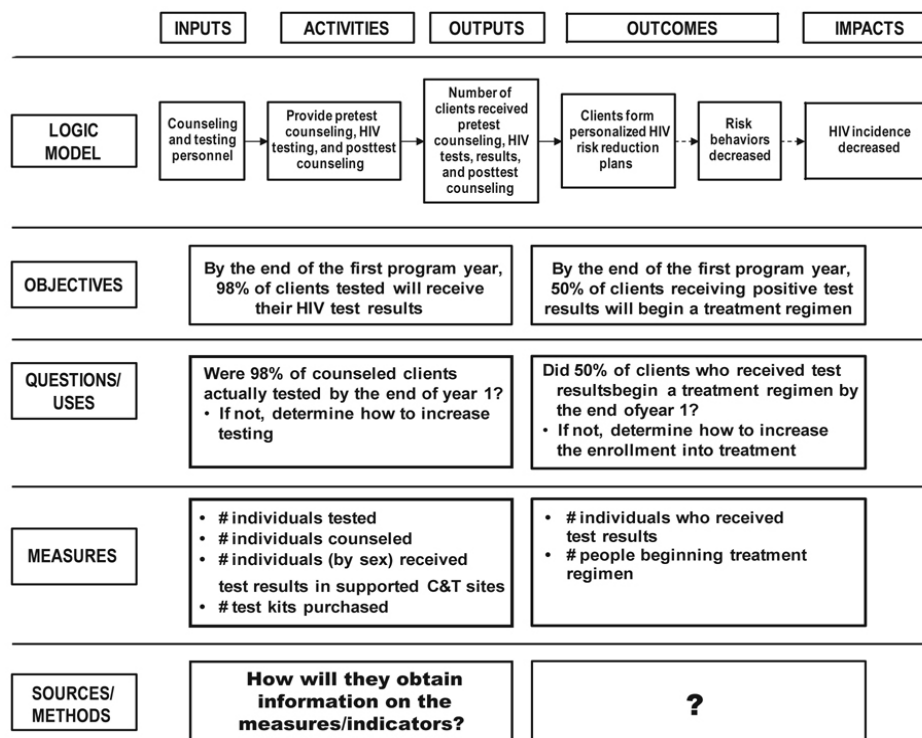 INPUTS
ACTIVITIES
OUTPUTS
OUTCOMES
IMPACTS
LOGIC
MODEL
Counseling
and testing
personnel
Provide pretest
counseling, HIV
testing, and posttest
counseling
Number of
clients received
pretest
counseling, HIV
tests, results,
and posttest
counseling
Clients form
personalized HIV
risk reduction
plans
Risk
behaviors
decreased
HIV incidence
decreased
OBJECTIVES
By the end of the first program year,
98% of clients tested will receive
their HIV test results
By the end of the first program year,
50% of clients receiving positive test
results will begin a treatment regimen
QUESTIONS/
USES
Were 98% of counseled clients
actually tested by the end of year 1?
• If not, determine how to increase
testing
Did 50% of clients who received test
resultsbegin a treatment regimen by
the end ofyear 1?
• If not, determine how to increase
the enrollment into treatment
MEASURES
• # individuals tested
• # individuals counseled
• # individuals (by sex) received
test results in supported C&T sites
• # test kits purchased
• # individuals who received
test results
• # people beginning treatment
regimen
SOURCES/
METHODS
How will they obtain
information on the
measures/indicators?
?